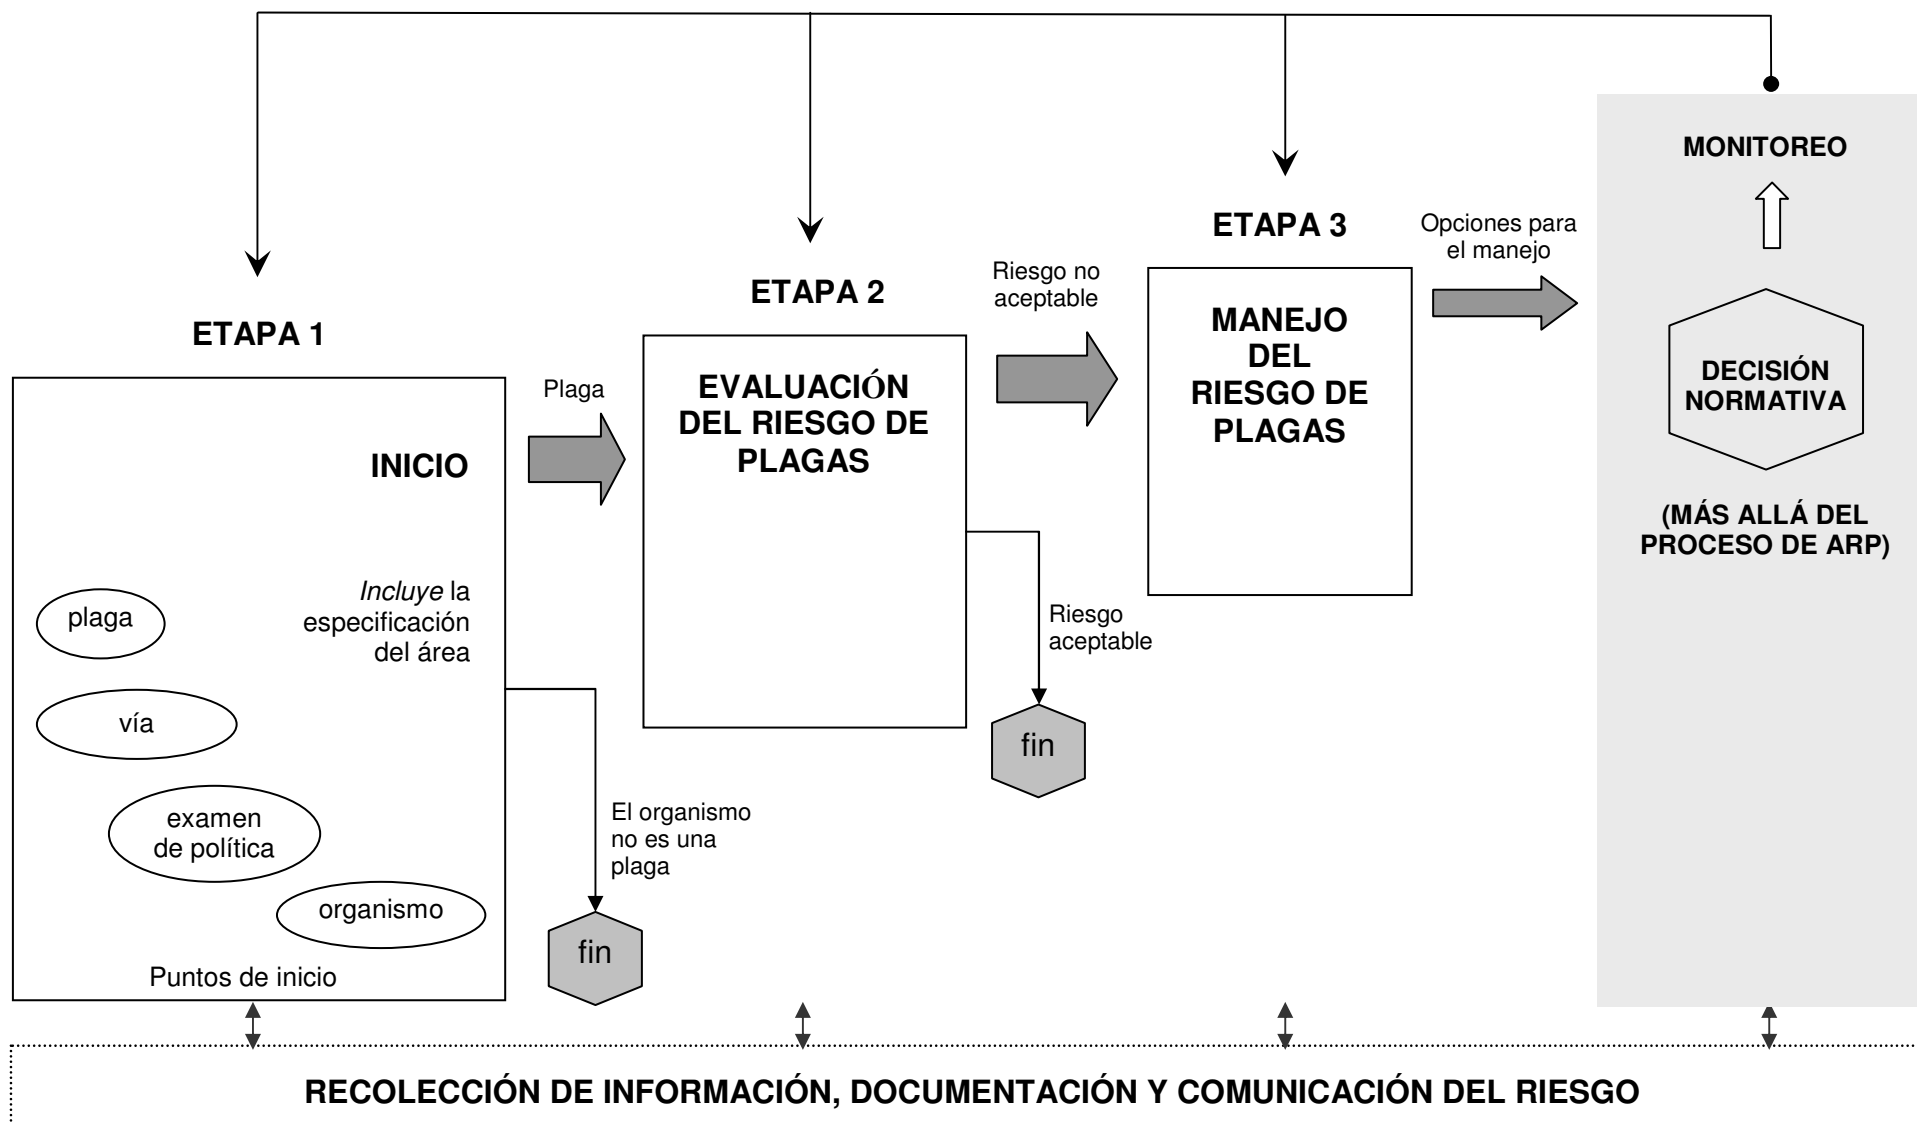 ETAPA 1
INICIO
Incluye la
especificación
del área
plaga
vía
examen
de política
organismo
Puntos de inicio
Plaga
El organismo
no es una
plaga
fin
ETAPA 2
EVALUACIÓN
DEL RIESGO DE
PLAGAS
Riesgo no
aceptable
Riesgo
aceptable
fin
ETAPA 3
MANEJO
DEL
RIESGO DE
PLAGAS
Opciones para
el manejo
MONITOREO
DECISIÓN
NORMATIVA
(MÁS ALLÁ DEL
PROCESO DE ARP)
RECOLECCIÓN DE INFORMACIÓN, DOCUMENTACIÓN Y COMUNICACIÓN DEL RIESGO